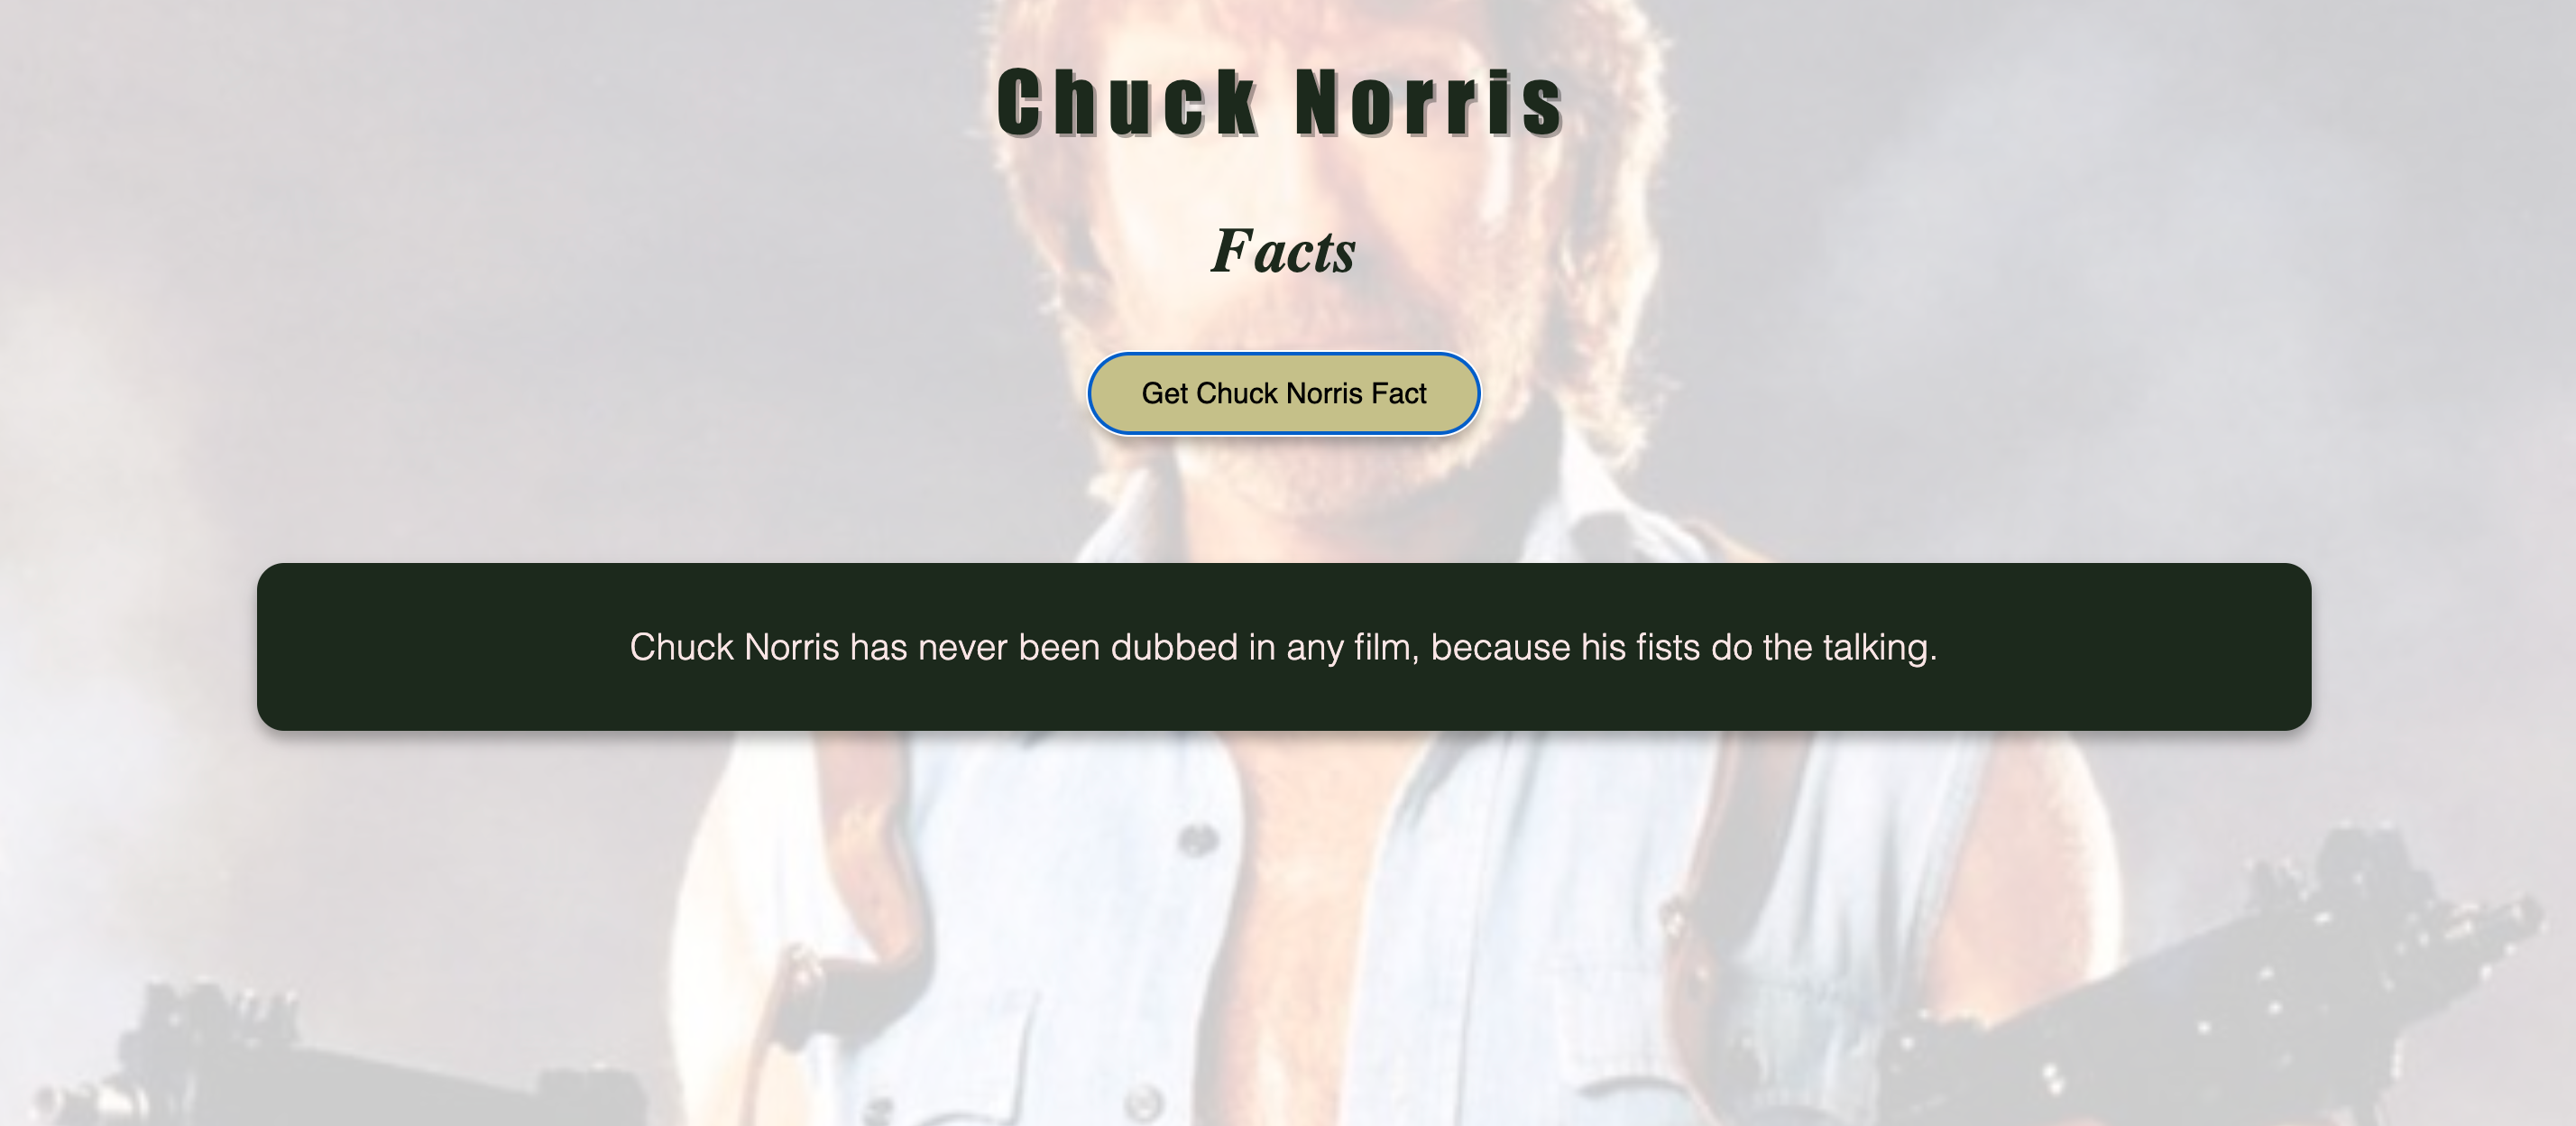 Chuck Norris
Facts
Get Chuck Norris Fact
Chuck Norris has never been dubbed in any film, because his fists do the talking.